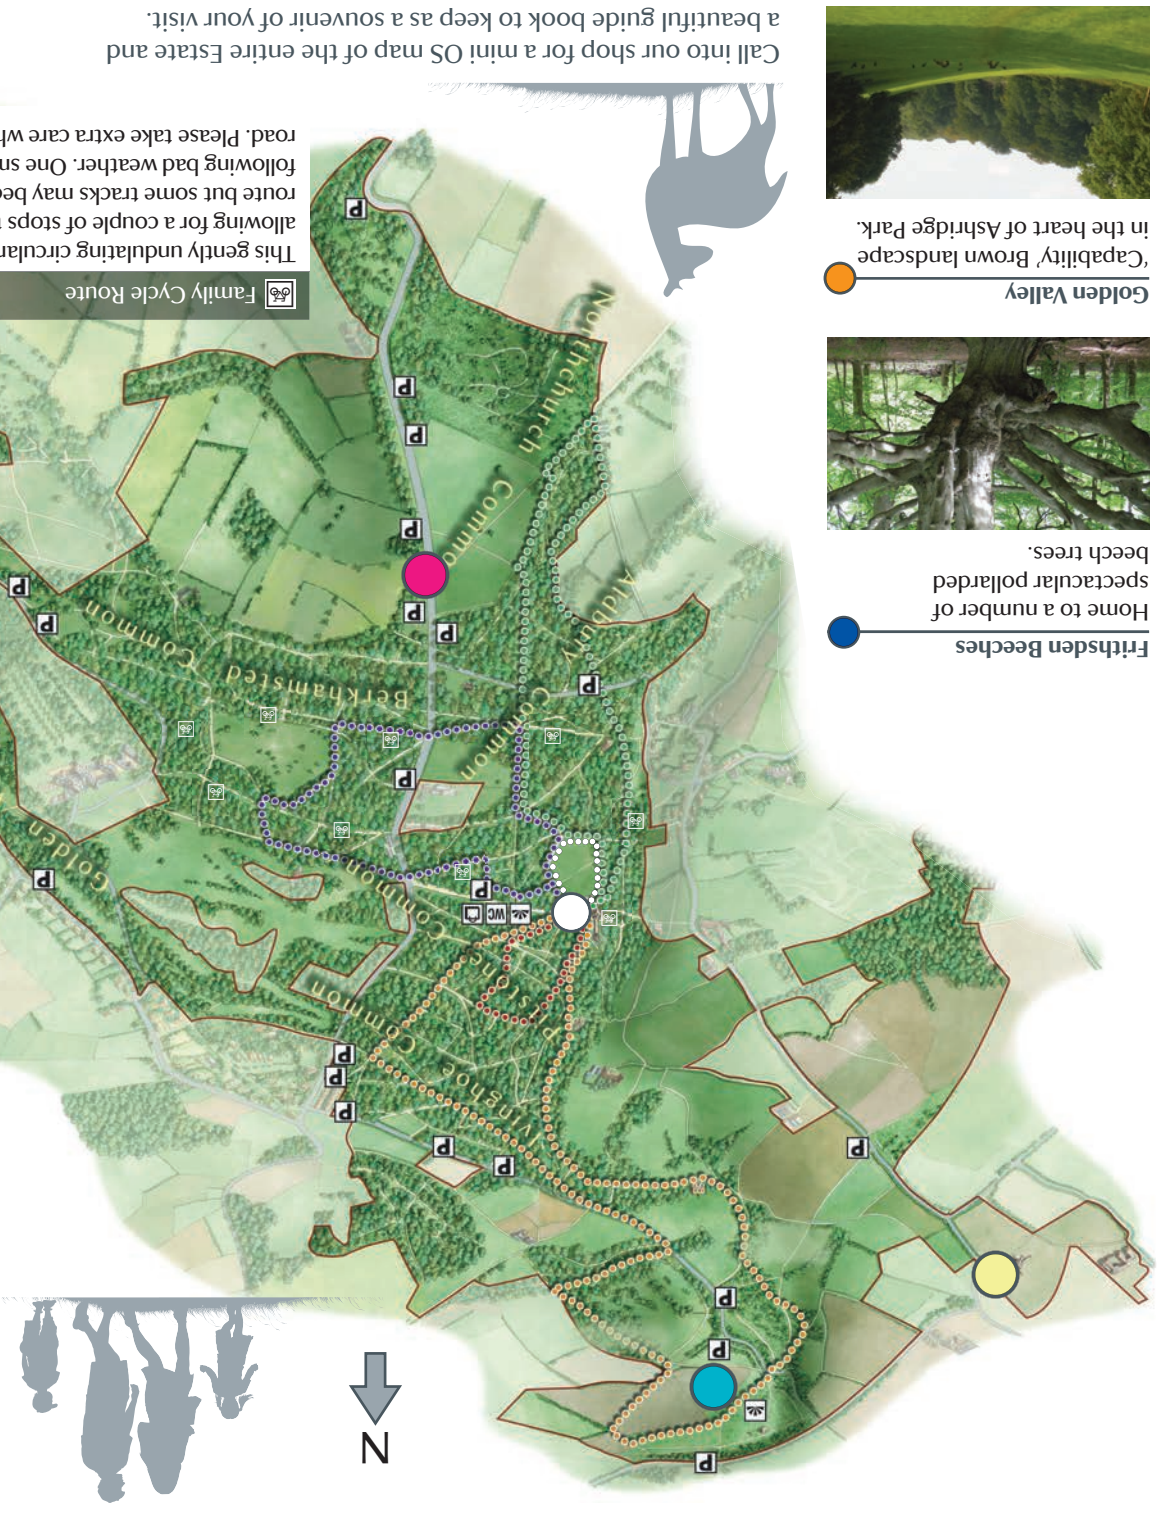 N
P
P
P
P
P
P
P
P
P
Ivinghoe Common
Pitstone Common
WC
P
P
Golden
P
Frithsden Beeches
Home to a number of
spectacular pollarded
beech trees.
Aldbury Common
P
Berkhamsted Common
P
P
P
P
P
Northchurch Commo
P
P
P
Golden Valley
‘Capability’ Brown landscape
in the heart of Ashridge Park.
Family Cycle Route
This gently undulating circular
allowing for a couple of stops
route but some tracks may
following bad weather. One
road. Please take extra care
Call into our shop for a mini OS map of the entire Estate and
a beautiful guide book to keep as a souvenir of your visit.